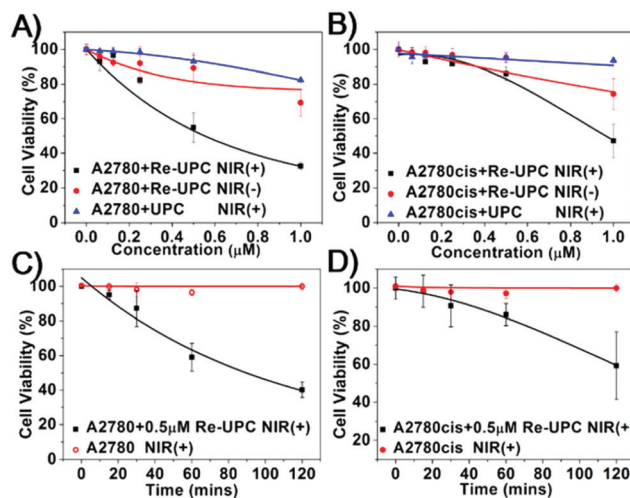 A)
Cell Viability (%)
100
80
60
40
20
0
A2780+Re-UPC NIR(+)
A2780+Re-UPC NIR(-)
A2780+UPC NIR(+)
0.0 0.2 0.4 0.6 0.8 1.0
Concentration (μM)
B)
Cell Viability (%)
100
80
60
40
20
0
A2780cis+Re-UPC NIR(+)
A2780cis+Re-UPC NIR(-)
A2780cis+UPC NIR(+)
0.0 0.2 0.4 0.6 0.8 1.0
Concentration (μM)
C)
Cell Viability (%)
100
80
60
40
20
0
A2780+0.5μM Re-UPC NIR(+)
A2780 NIR(+)
0 20 40 60 80 100 120
Time (mins)
D)
Cell Viability (%)
100
80
60
40
20
0
A2780cis+0.5μM Re-UPC NIR(+
A2780cis NIR(+)
0 20 40 60 80 100 120
Time (mins)